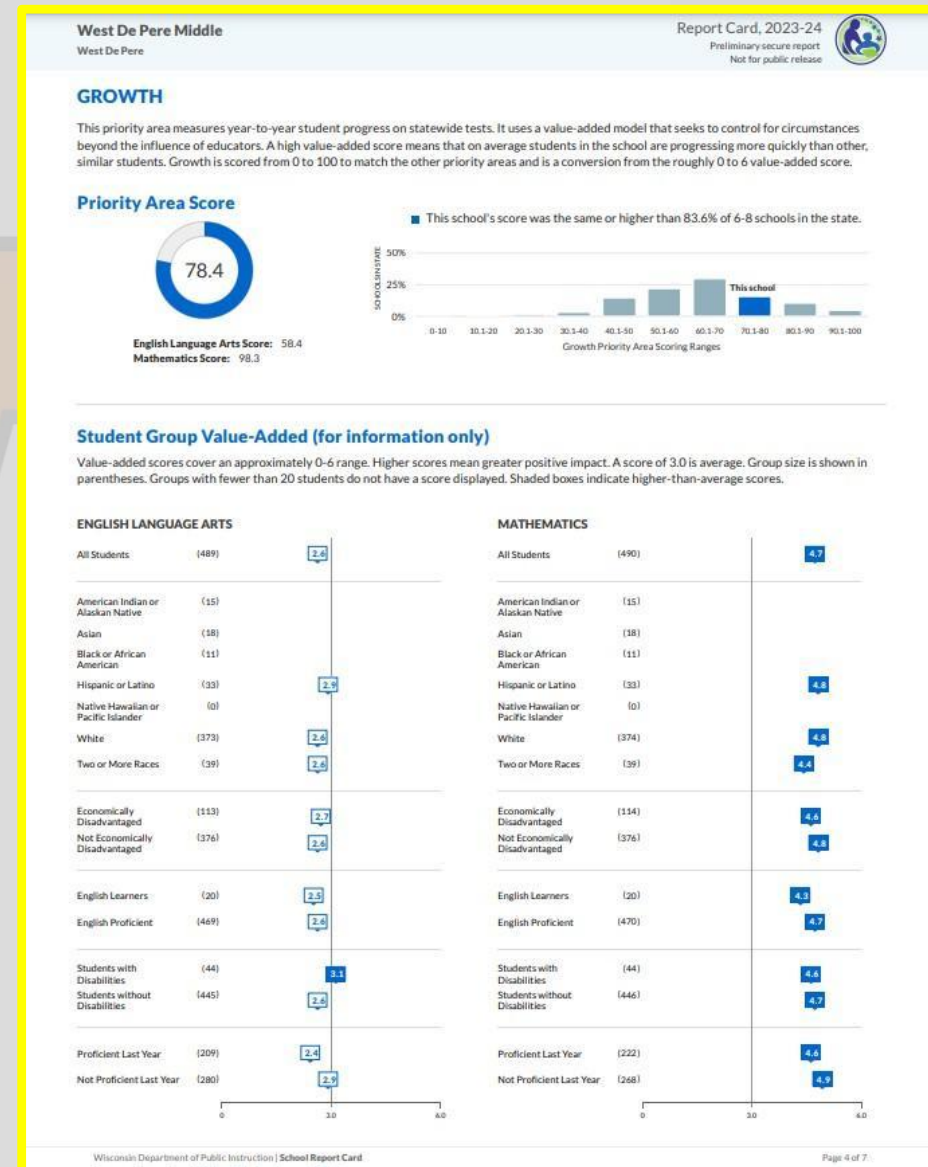 West De Pere Middle
West De Pere
Report Card, 2023-24
Preliminary secure report
Not for public release
GROWTH
This priority area measures year-to-year student progress on statewide tests. It uses a value-added model that seeks to control for circumstances
beyond the influence of educators. A high value-added score means that on average students in the school are progressing more quickly than other,
similar students. Growth is scored from 0 to 100 to match the other priority areas and is a conversion from the roughly 0 to 6 value-added score.
Priority Area Score
78.4
English Language Arts Score: 58.4
Mathematics Score: 98.3
This school's score was the same or higher than 83.6% of 6-8 schools in the state.
SCHOOLS IN STATE
50%
25%
0%
This school
0-10 10.1-20 20.1-30 30.1-40 40.1-50 50.1-60 60.1-70 70.1-80 80.1-90 90.1-100
Growth Priority Area Scoring Ranges
Student Group Value-Added (for information only)
Value-added scores cover an approximately 0-6 range. Higher scores mean greater positive impact. A score of 3.0 is average. Group size is shown in
parentheses. Groups with fewer than 20 students do not have a score displayed. Shaded boxes indicate higher-than-average scores.
ENGLISH LANGUAGE ARTS
All Students (489) 2.6
American Indian or
Alaskan Native (15)
Asian (18)
Black or African
American (11)
Hispanic or Latino (33) 2.9
Native Hawaiian or
Pacific Islander (0)
White (373) 2.6
Two or More Races (39) 2.6
Economically
Disadvantaged (113) 2.7
Not Economically
Disadvantaged (376) 2.6
English Learners (20) 2.5
English Proficient (469) 2.6
Students with
Disabilities (44) 3.1
Students without
Disabilities (445) 2.6
Proficient Last Year (209) 2.4
Not Proficient Last Year (280) 2.9
0 3.0 6.0
MATHEMATICS
All Students (490) 4.7
American Indian or
Alaskan Native (15)
Asian (18)
Black or African
American (11)
Hispanic or Latino (33) 4.8
Native Hawaiian or
Pacific Islander (0)
White (374) 4.8
Two or More Races (39) 4.4
Economically
Disadvantaged (114) 4.6
Not Economically
Disadvantaged (376) 4.8
English Learners (20) 4.3
English Proficient (470) 4.7
Students with
Disabilities (44) 4.6
Students without
Disabilities (446) 4.7
Proficient Last Year (222) 4.6
Not Proficient Last Year (268) 4.9
0 3.0 6.0
Wisconsin Department of Public Instruction | School Report Card
Page 4 of 7